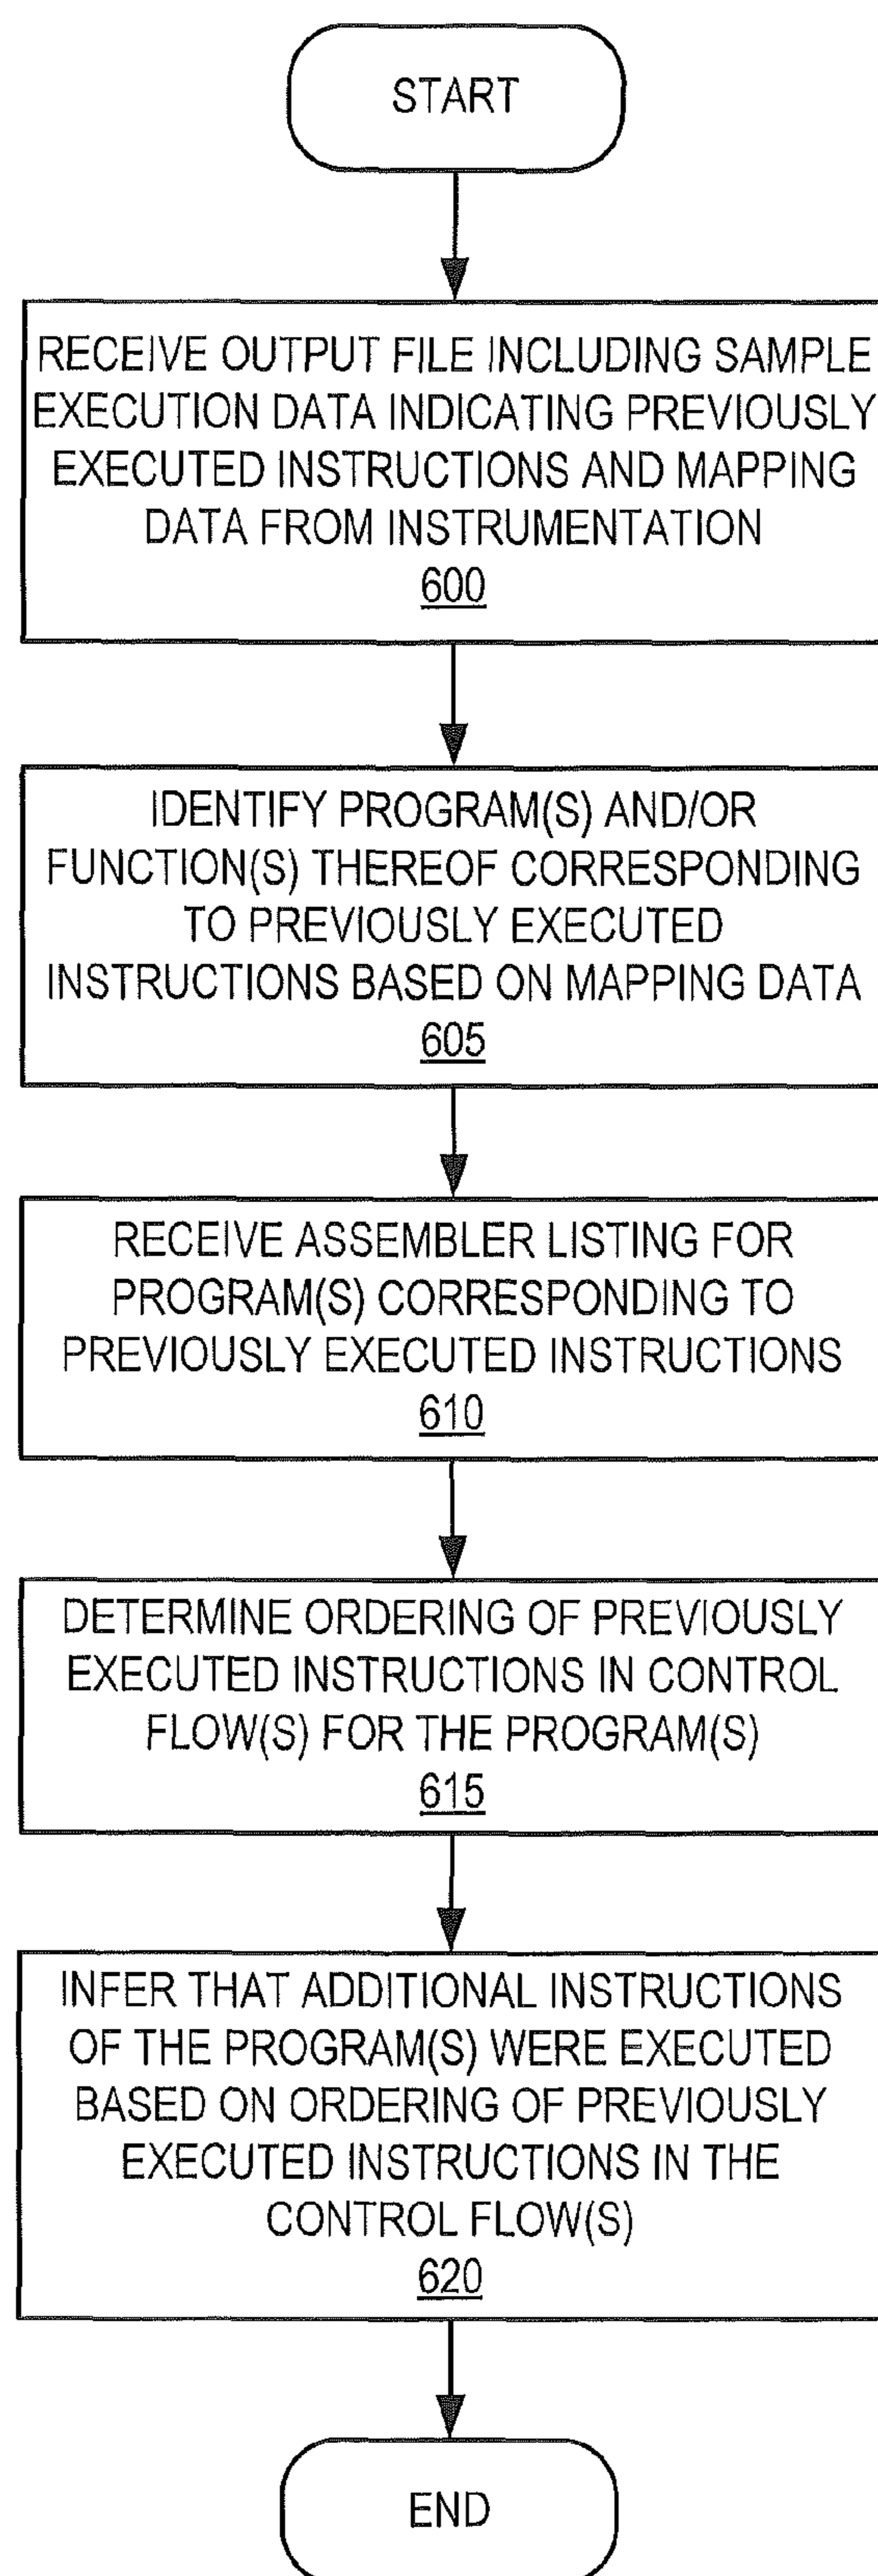 START
RECEIVE OUTPUT FILE INCLUDING SAMPLE
EXECUTION DATA INDICATING PREVIOUSLY
EXECUTED INSTRUCTIONS AND MAPPING
DATA FROM INSTRUMENTATION
600
IDENTIFY PROGRAM(S) AND/OR
FUNCTION(S) THEREOF CORRESPONDING
TO PREVIOUSLY EXECUTED
INSTRUCTIONS BASED ON MAPPING DATA
605
RECEIVE ASSEMBLER LISTING FOR
PROGRAM(S) CORRESPONDING TO
PREVIOUSLY EXECUTED INSTRUCTIONS
610
DETERMINE ORDERING OF PREVIOUSLY
EXECUTED INSTRUCTIONS IN CONTROL
FLOW(S) FOR THE PROGRAM(S)
615
INFER THAT ADDITIONAL INSTRUCTIONS
OF THE PROGRAM(S) WERE EXECUTED
BASED ON ORDERING OF PREVIOUSLY
EXECUTED INSTRUCTIONS IN THE
CONTROL FLOW(S)
620
END